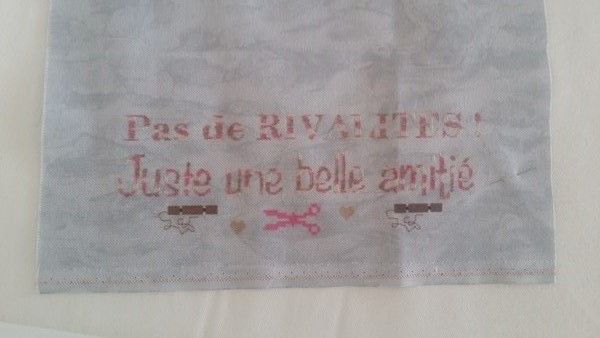 Pas de RIVALITES !
Juste une belle amitié